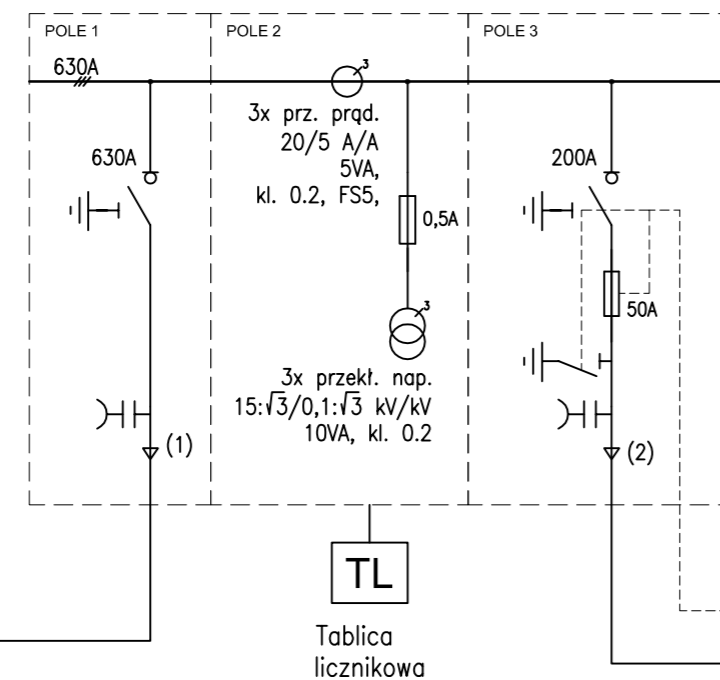 POLE 1
POLE 2
POLE 3
630A
3
3x prz. prąd.
20/5 A/A
5VA,
kl. 0.2, FS5,
630A
200A
0,5A
50A
3
3x przekł. nap.
15:√3/0,1:√3 kV/kV
10VA, kl. 0.2
(1)
(2)
TL
Tablica
licznikowa